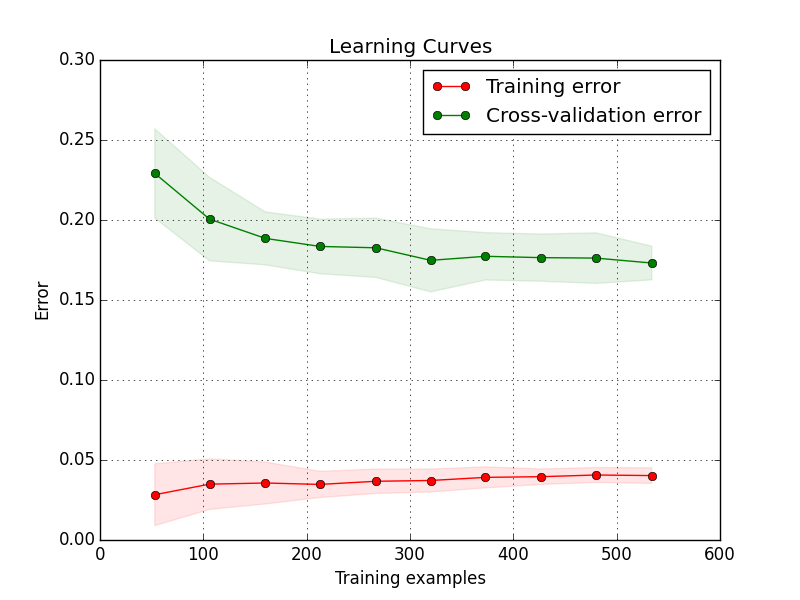 Learning Curves
0.30
Training error
Cross-validation error
0.25
0.20
0.15
0.10
0.05
0.00
Error
0 100 200 300 400 500 600
Training examples